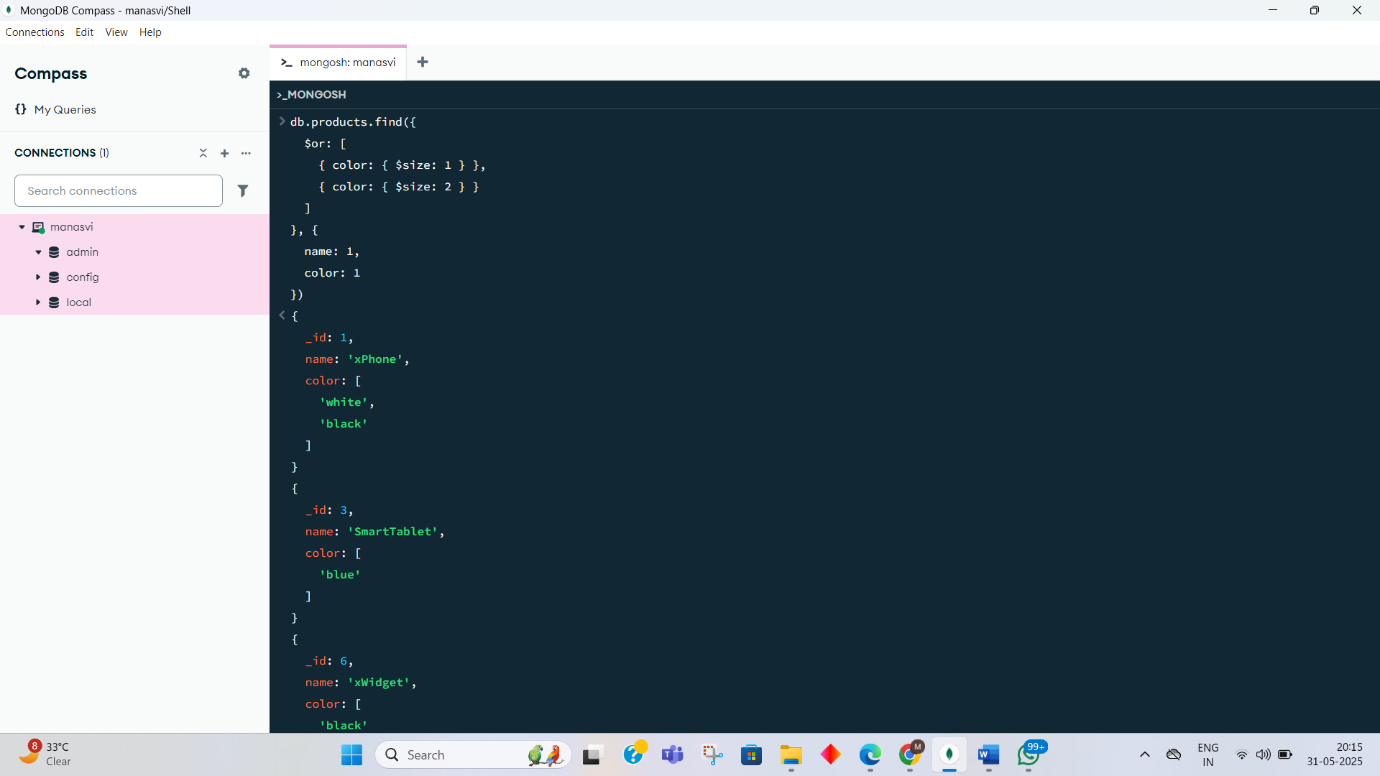 MongoDB Compass - manasvi/Shell
Connections Edit View Help
Compass
{} My Queries
CONNECTIONS (1)
Search connections
manasvi
admin
config
local
>_ mongosh: manasvi
>_MONGOSH
> db.products.find({
$or: [
{ color: { $size: 1 } },
{ color: { $size: 2 } }
]
}, {
name: 1,
color: 1
})
< {
_id: 1,
name: 'xPhone',
color: [
'white',
'black'
]
}
{
_id: 3,
name: 'SmartTablet',
color: [
'blue'
]
}
{
_id: 6,
name: 'xWidget',
color: [
'black'
8
33°C
Clear
Search
M
99+
ENG
IN
20:15
31-05-2025